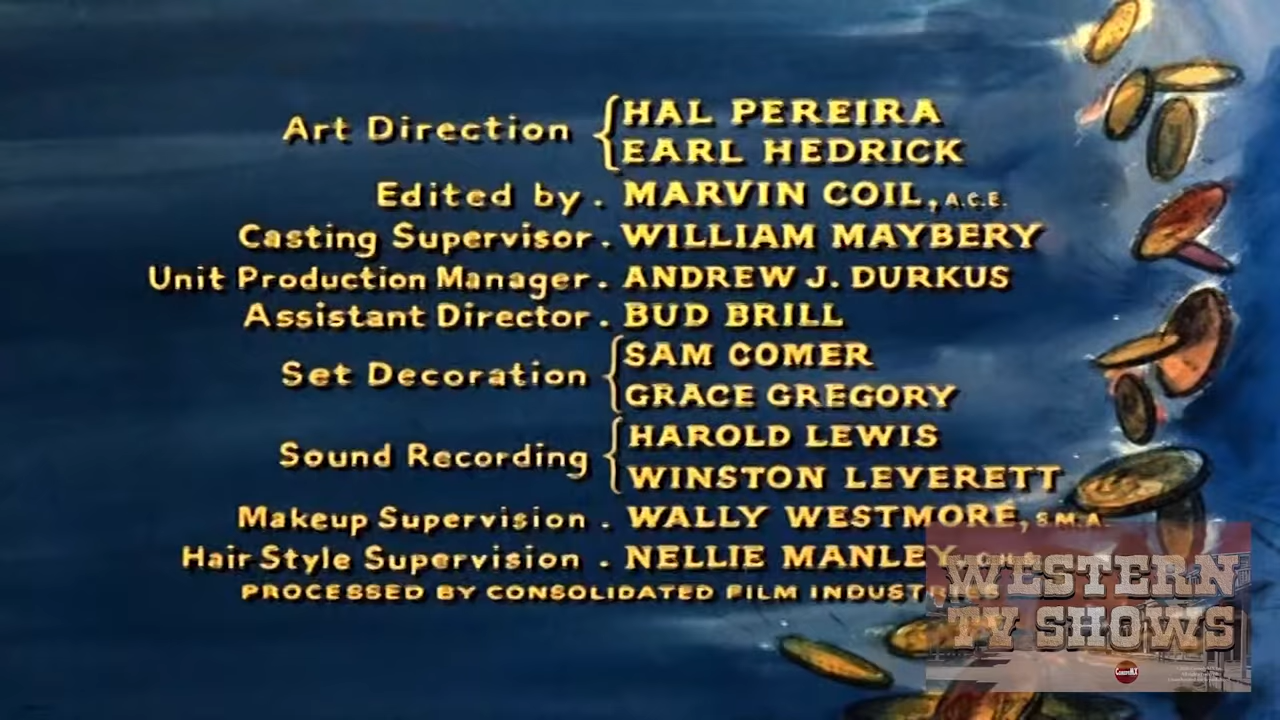 Art Direction { HAL PEREIRA
EARL HEDRICK
Edited by . MARVIN COIL, A.C.E.
Casting Supervisor . WILLIAM MAYBERY
Unit Production Manager . ANDREW J. DURKUS
Assistant Director . BUD BRILL
Set Decoration { SAM COMER
GRACE GREGORY
Sound Recording { HAROLD LEWIS
WINSTON LEVERETT
Makeup Supervision . WALLY WESTMORE, S.M.A.
Hair Style Supervision . NELLIE MANLEY,
PROCESSED BY CONSOLIDATED FILM INDUSTRIES
WESTERN
TV SHOWS